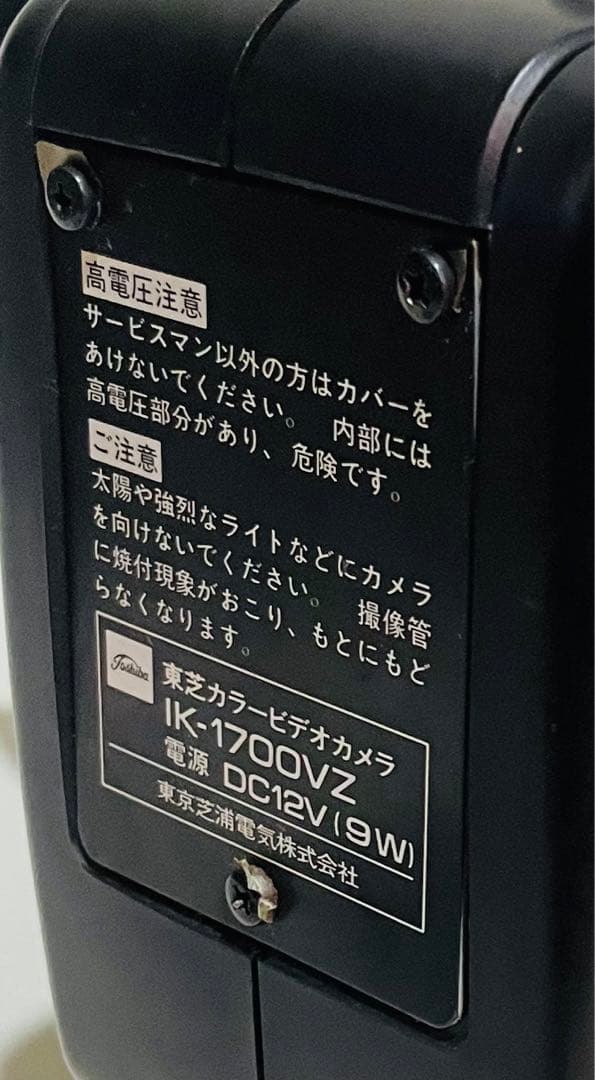 高電圧注意
サービスマン以外の方はカバーを
あけないでください。 内部には
高電圧部分があり、危険です。
ご注意
太陽や強烈なライトなどにカメラ
を向けないでください。 撮像管
に焼付現象がおこり、もとにもど
らなくなります。
Toshiba
東芝カラービデオカメラ
IK-1700VZ
電源 DC12V(9W)
東京芝浦電気株式会社